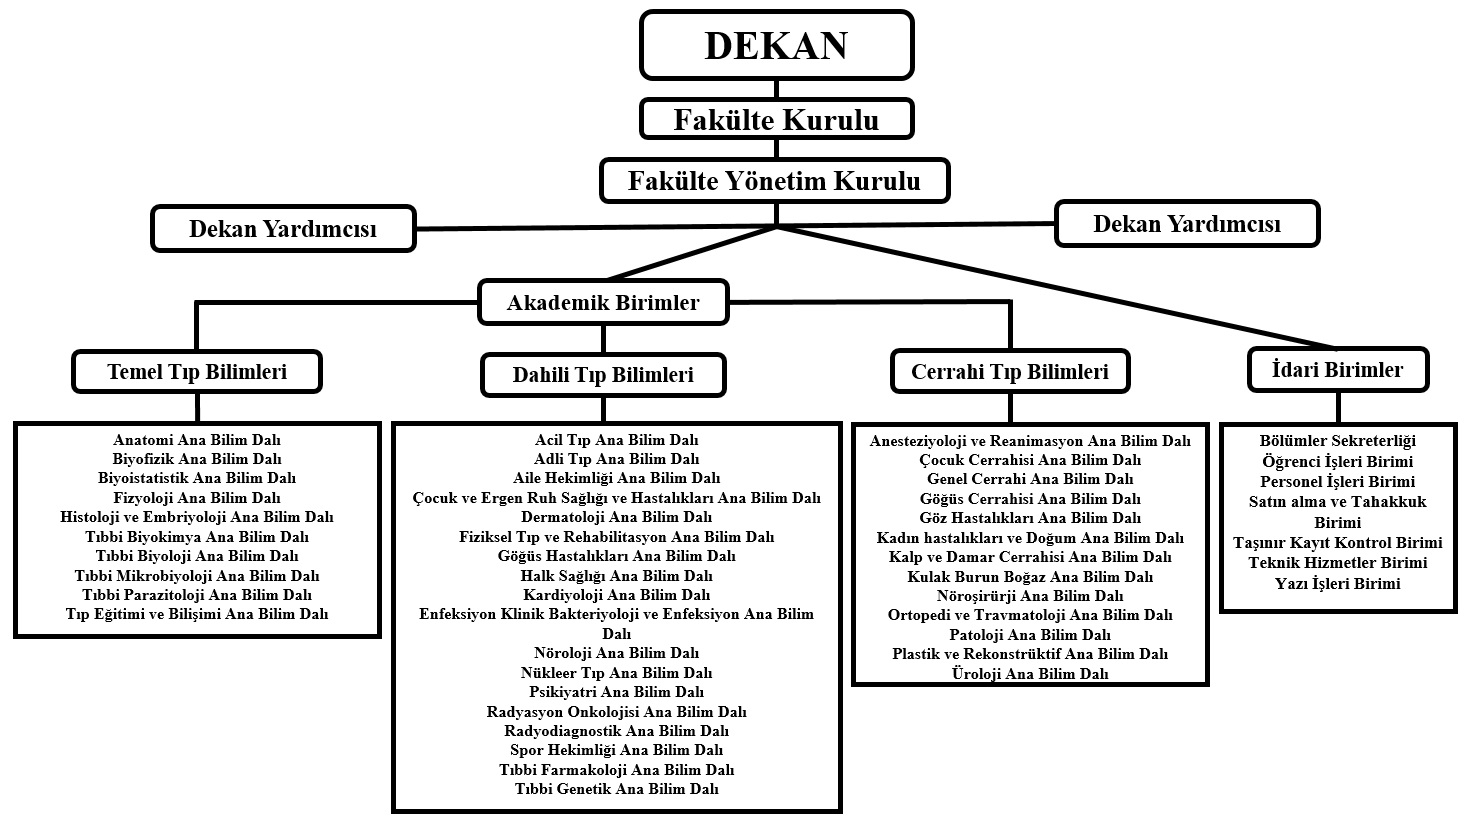 DEKAN
Fakülte Kurulu
Fakülte Yönetim Kurulu
Dekan Yardımcısı
Dekan Yardımcısı
Akademik Birimler
Temel Tıp Bilimleri
Dahili Tıp Bilimleri
Cerrahi Tıp Bilimleri
İdari Birimler
Anatomi Ana Bilim Dalı
Biyofizik Ana Bilim Dalı
Biyoistatistik Ana Bilim Dalı
Fizyoloji Ana Bilim Dalı
Histoloji ve Embriyoloji Ana Bilim Dalı
Tıbbi Biyokimya Ana Bilim Dalı
Tıbbi Biyoloji Ana Bilim Dalı
Tıbbi Mikrobiyoloji Ana Bilim Dalı
Tıbbi Parazitoloji Ana Bilim Dalı
Tıp Eğitimi ve Bilişimi Ana Bilim Dalı
Acil Tıp Ana Bilim Dalı
Adli Tıp Ana Bilim Dalı
Aile Hekimliği Ana Bilim Dalı
Çocuk ve Ergen Ruh Sağlığı ve Hastalıkları Ana Bilim Dalı
Dermatoloji Ana Bilim Dalı
Fiziksel Tıp ve Rehabilitasyon Ana Bilim Dalı
Göğüs Hastalıkları Ana Bilim Dalı
Halk Sağlığı Ana Bilim Dalı
Kardiyoloji Ana Bilim Dalı
Enfeksiyon Klinik Bakteriyoloji ve Enfeksiyon Ana Bilim
Dalı
Nöroloji Ana Bilim Dalı
Nükleer Tıp Ana Bilim Dalı
Psikiyatri Ana Bilim Dalı
Radyasyon Onkolojisi Ana Bilim Dalı
Radyodiagnostik Ana Bilim Dalı
Spor Hekimliği Ana Bilim Dalı
Tıbbi Farmakoloji Ana Bilim Dalı
Tıbbi Genetik Ana Bilim Dalı
Anesteziyoloji ve Reanimasyon Ana Bilim Dalı
Çocuk Cerrahisi Ana Bilim Dalı
Genel Cerrahi Ana Bilim Dalı
Göğüs Cerrahisi Ana Bilim Dalı
Göz Hastalıkları Ana Bilim Dalı
Kadın hastalıkları ve Doğum Ana Bilim Dalı
Kalp ve Damar Cerrahisi Ana Bilim Dalı
Kulak Burun Boğaz Ana Bilim Dalı
Nöroşirürji Ana Bilim Dalı
Ortopedi ve Travmatoloji Ana Bilim Dalı
Patoloji Ana Bilim Dalı
Plastik ve Rekonstrüktif Ana Bilim Dalı
Üroloji Ana Bilim Dalı
Bölümler Sekreterliği
Öğrenci İşleri Birimi
Personel İşleri Birimi
Satın alma ve Tahakkuk
Birimi
Taşınır Kayıt Kontrol Birimi
Teknik Hizmetler Birimi
Yazı İşleri Birimi